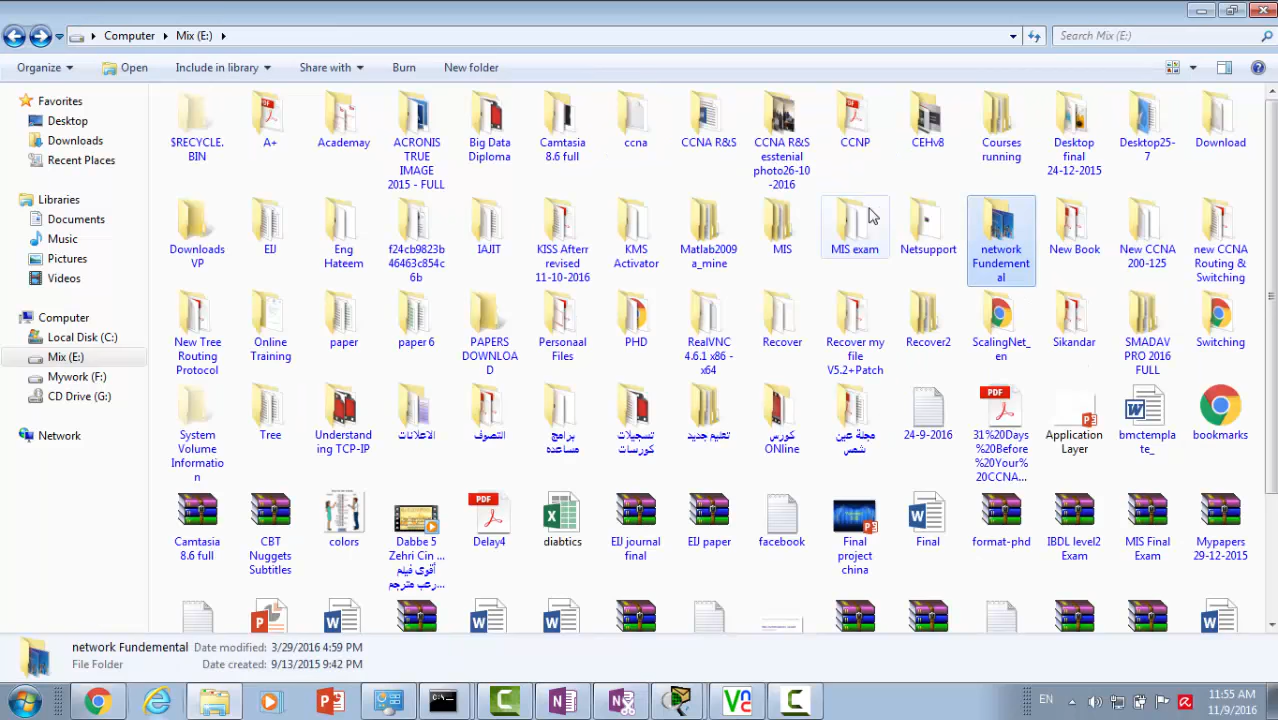 Computer
Mix (E:)
Search Mix (E:)
Organize
Open
Include in library
Share with
Burn
New folder
Favorites
Desktop
Downloads
Recent Places
Libraries
Documents
Music
Pictures
Videos
Computer
Local Disk (C:)
Mix (E:)
Mywork (F:)
CD Drive (G:)
Network
$RECYCLE.
BIN
A+
Academay
ACRONIS
TRUE
IMAGE
2015 - FULL
Big Data
Diploma
Camtasia
8.6 full
ccna
CCNA R&S
CCNA R&S
esstenial
photo26-10
-2016
CCNP
CEHv8
Courses
running
Desktop
final
24-12-2015
Desktop25-
7
Download
Downloads
VP
EIJ
Eng
Hateem
f24cb9823b
46463c854c
6b
IAJIT
KISS Afterr
revised
11-10-2016
KMS
Activator
Matlab2009
a_mine
MIS
MIS exam
Netsupport
network
Fundement
al
New Book
New CCNA
200-125
new CCNA
Routing &
Switching
New Tree
Routing
Protocol
Online
Training
paper
paper 6
PAPERS
DOWNLOA
D
Personaal
Files
PHD
RealVNC
4.6.1 x86 -
x64
Recover
Recover my
file
V5.2+Patch
Recover2
ScalingNet_
en
Sikandar
SMADAV
PRO 2016
FULL
Switching
System
Volume
Informatio
n
Tree
Understand
ing TCP-IP
الاعلانات
التصوف
برامج
مساعده
تسجيلات
كورسات
تعليم جديد
كورس
ONline
مجلة عين
شمس
24-9-2016
31%20Days
%20Before
%20Your%
20CCNA...
Application
Layer
bmctempla
te_
bookmarks
Camtasia
8.6 full
CBT
Nuggets
Subtitles
colors
Dabbe 5
Zehri Cin ...
أقوى فيلم
رعب مترجم...
Delay4
diabtics
EIJ journal
final
EIJ paper
facebook
Final
project
china
Final
format-phd
IBDL level2
Exam
MIS Final
Exam
Mypapers
29-12-2015
network Fundemental
Date modified: 3/29/2016 4:59 PM
File Folder
Date created: 9/13/2015 9:42 PM
EN
11:55 AM
11/9/2016